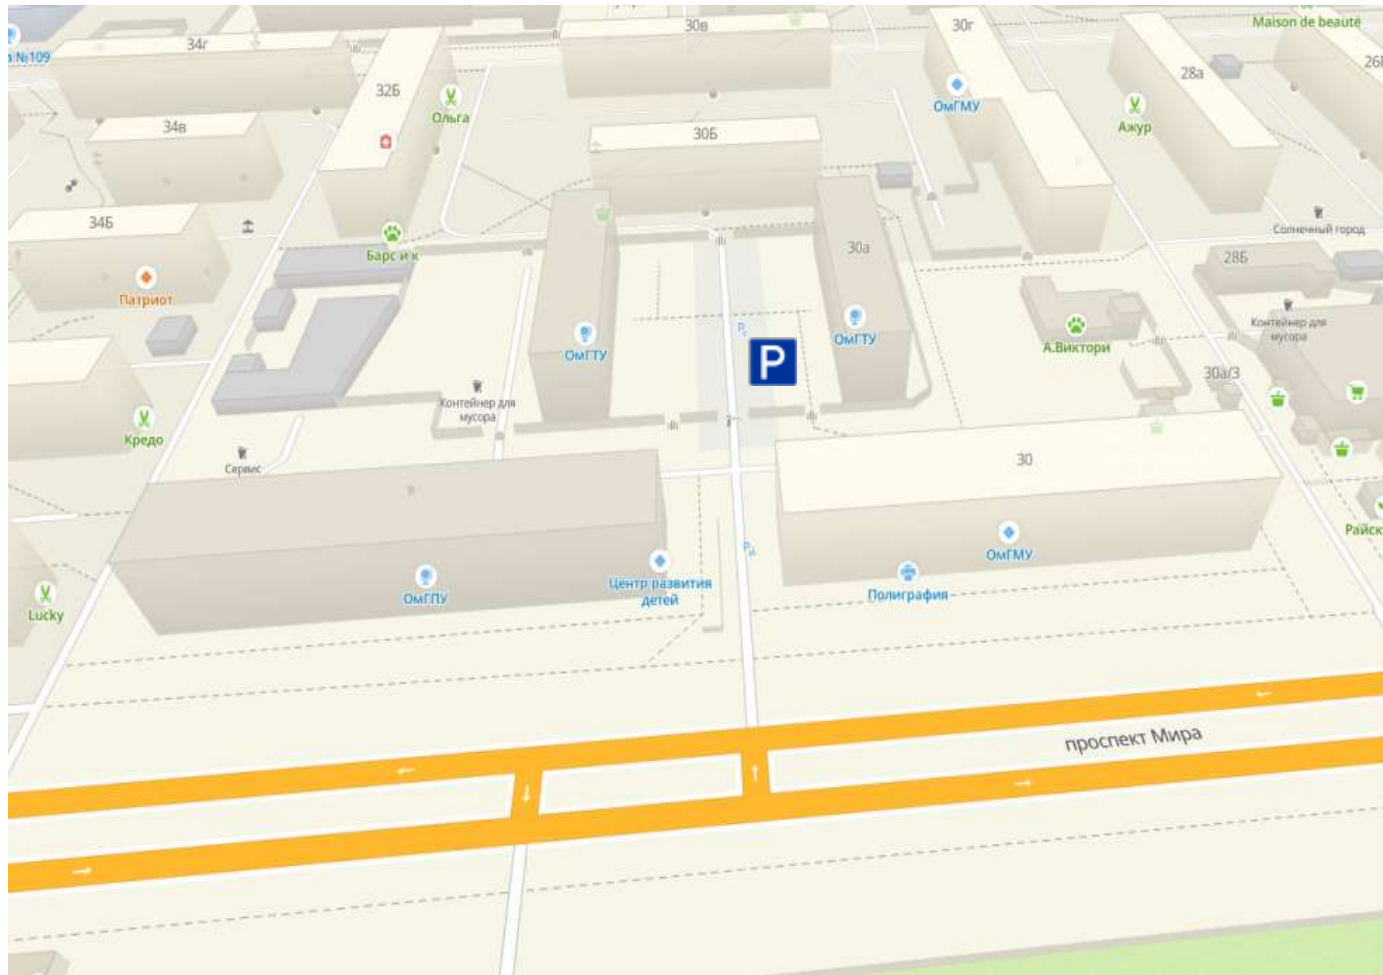 30в
30г
Maison de beauté
№109
34г
32Б
28а
Ольга
ОмГМУ
Ажур
34в
30Б
34Б
Солнечный город
Барс и к
30а
28Б
Патриот
ОмГТУ
ОмГТУ
Контейнер для
мусора
А.Виктори
P
30а/3
Контейнер для
мусора
Кредо
Сервис
30
ОмГМУ
ОмГПУ
Центр развития
детей
Полиграфия
Lucky
проспект Мира